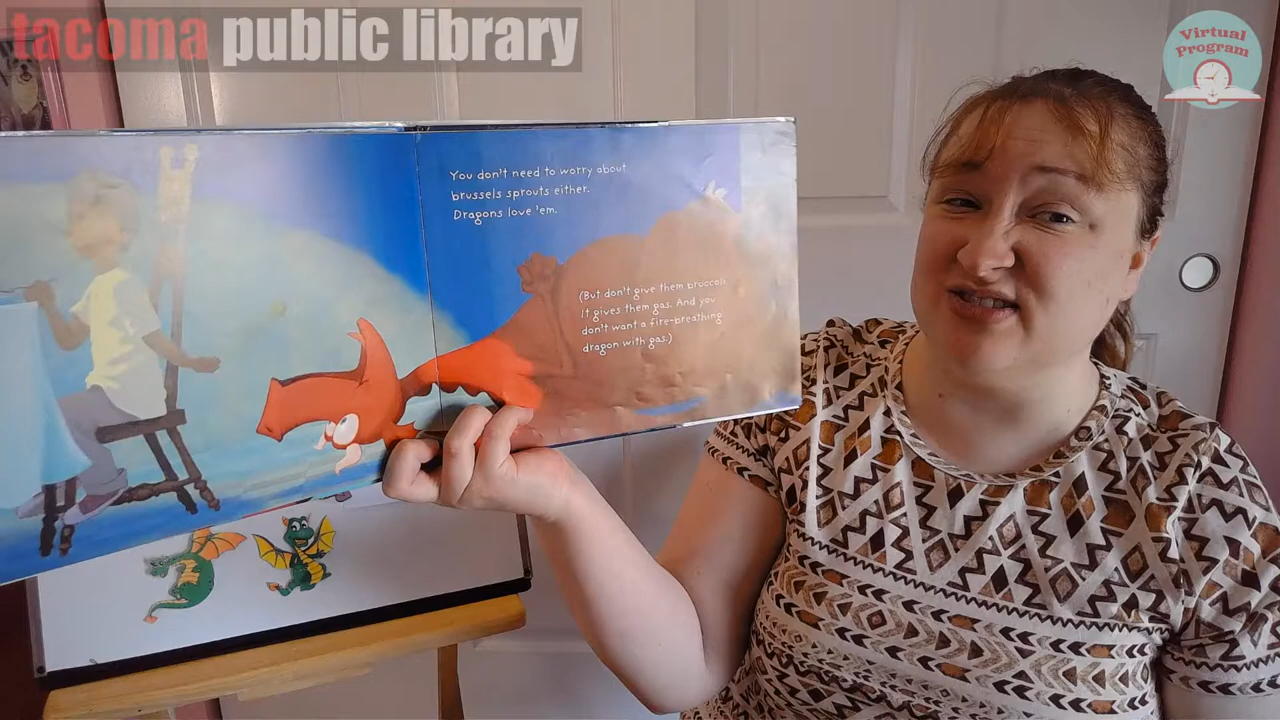 tacoma public library
Virtual
Program
You don't need to worry about
brussels sprouts either.
Dragons love 'em.
(But don't give them broccoli.
It gives them gas. And you
don't want a fire-breathing
dragon with gas.)